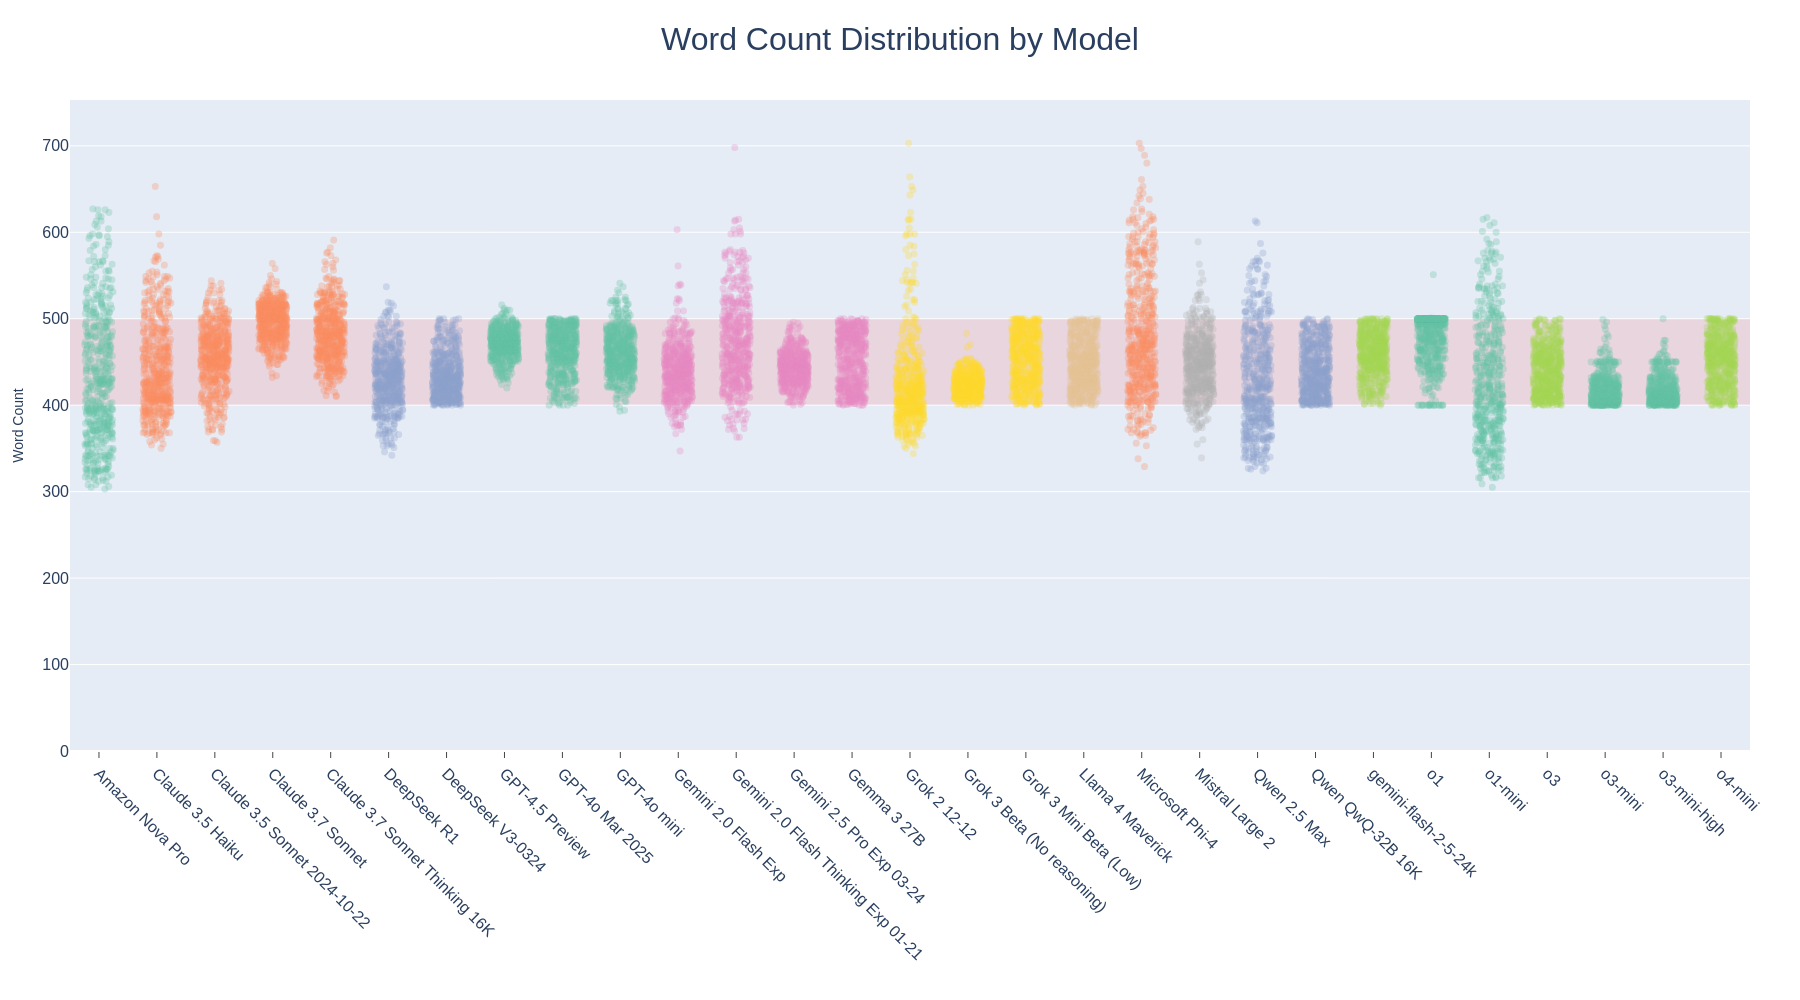 Word Count Distribution by Model
Word Count
700
600
500
400
300
200
100
0
Amazon Nova Pro
Claude 3.5 Haiku
Claude 3.5 Sonnet 2024-10-22
Claude 3.7 Sonnet
Claude 3.7 Sonnet Thinking 16K
DeepSeek R1
DeepSeek V3-0324
GPT-4.5 Preview
GPT-4o Mar 2025
GPT-4o mini
Gemini 2.0 Flash Exp
Gemini 2.0 Flash Thinking Exp 01-21
Gemini 2.5 Pro Exp 03-24
Gemma 3 27B
Grok 2 12-12
Grok 3 Beta (No reasoning)
Grok 3 Mini Beta (Low)
Llama 4 Maverick
Microsoft Phi-4
Mistral Large 2
Qwen 2.5 Max
Qwen QwQ-32B 16K
gemini-flash-2-5-24k
o1
o1-mini
o3
o3-mini
o3-mini-high
o4-mini